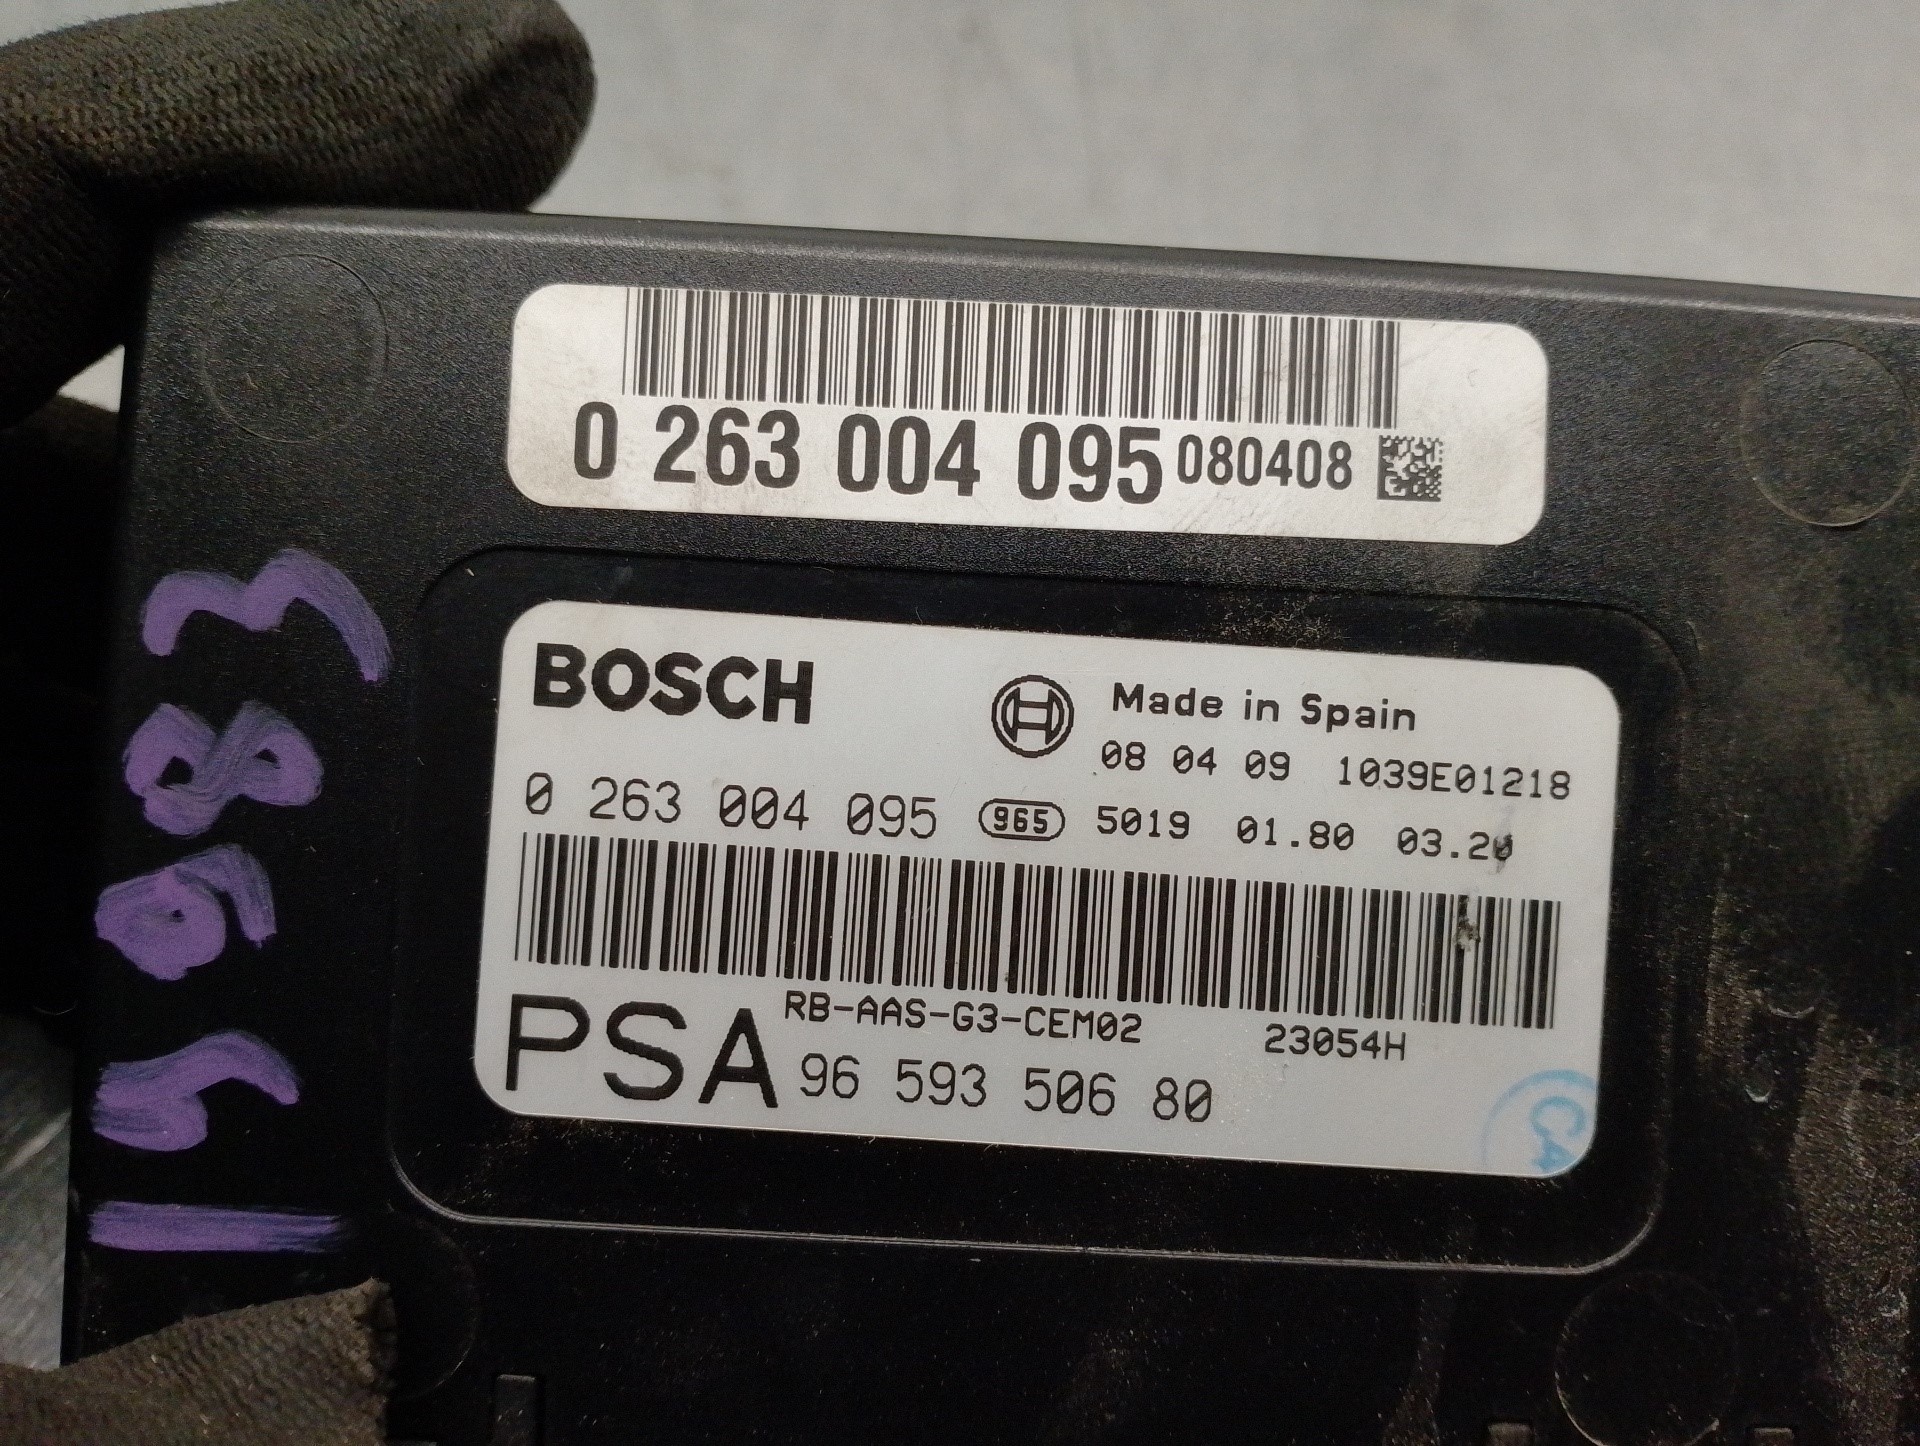 0 263 004 095 080408
BOSCH
Made in Spain
08 04 09 1039E01218
0 263 004 095 965 5019 01.80 03.20
RB-AAS-G3-CEM02 23054H
PSA 96 593 506 80
CA